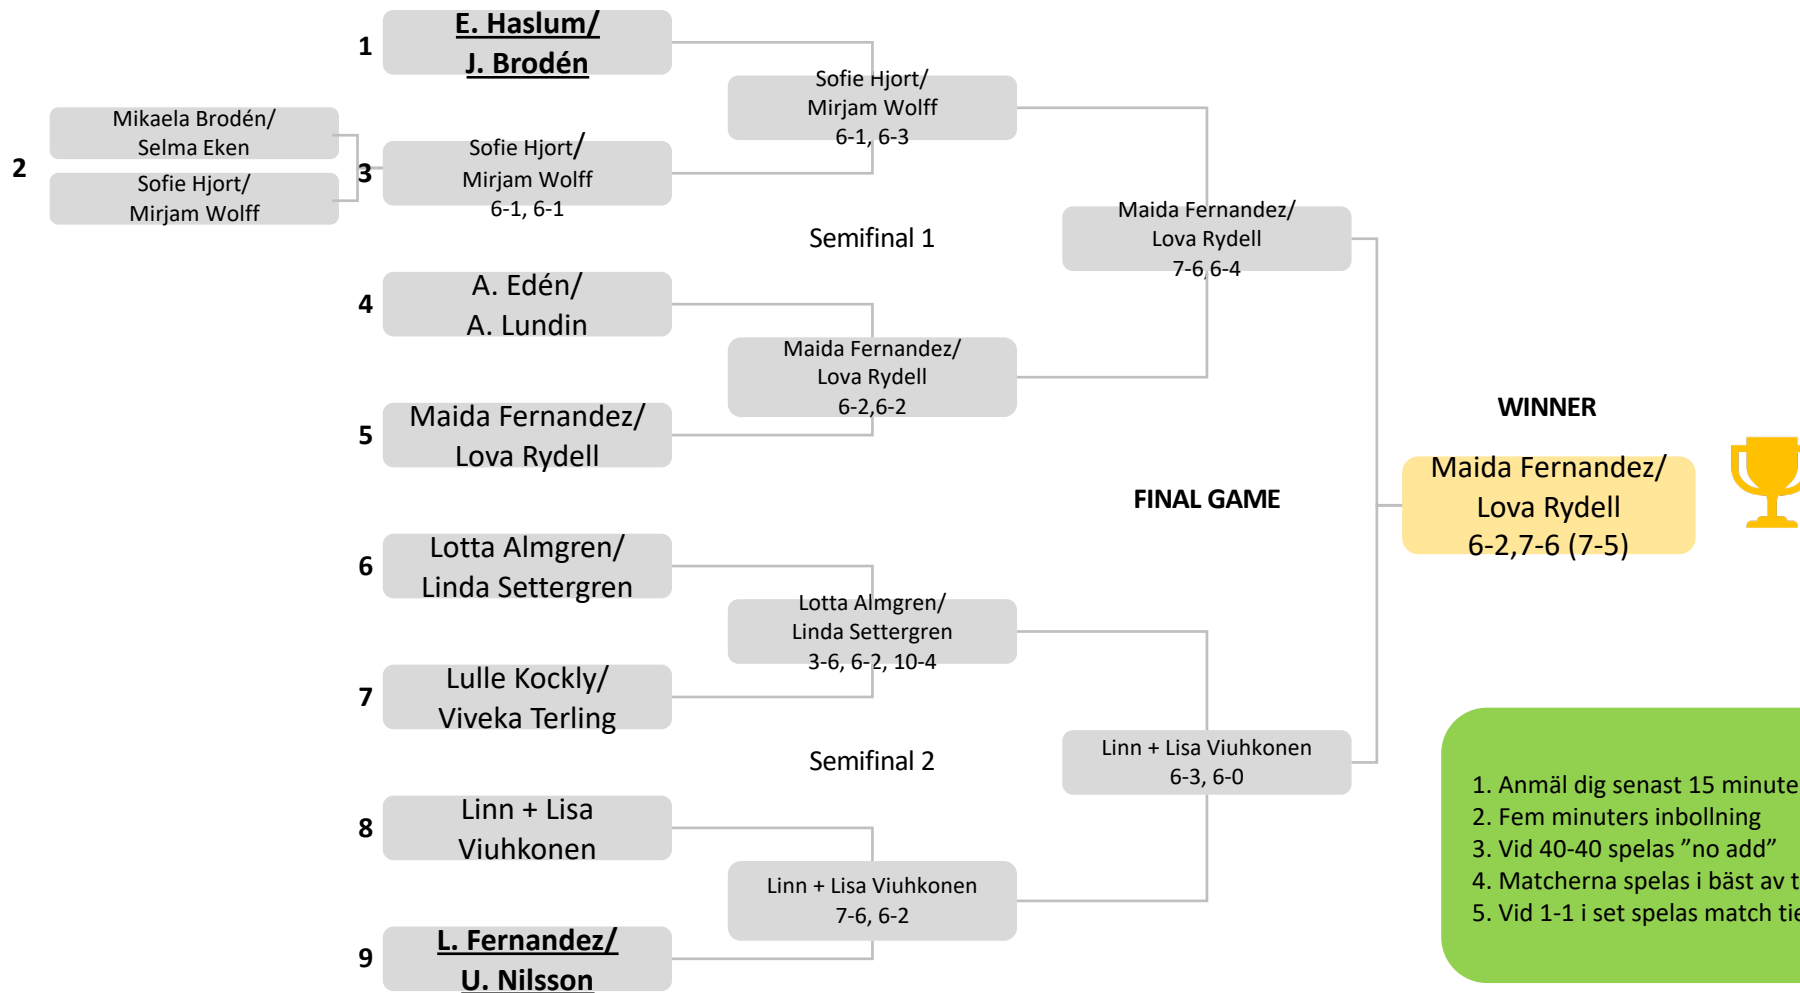 1
E. Haslum/
J. Brodén
2
Mikaela Brodén/
Selma Eken
Sofie Hjort/
Mirjam Wolff
3
Sofie Hjort/
Mirjam Wolff
6-1, 6-1
Sofie Hjort/
Mirjam Wolff
6-1, 6-3
Semifinal 1
Maida Fernandez/
Lova Rydell
7-6,6-4
4
A. Edén/
A. Lundin
Maida Fernandez/
Lova Rydell
6-2,6-2
5
Maida Fernandez/
Lova Rydell
WINNER
Maida Fernandez/
Lova Rydell
6-2,7-6 (7-5)
FINAL GAME
6
Lotta Almgren/
Linda Settergren
Lotta Almgren/
Linda Settergren
3-6, 6-2, 10-4
7
Lulle Kockly/
Viveka Terling
Semifinal 2
Linn + Lisa Viuhkonen
6-3, 6-0
8
Linn + Lisa
Viuhkonen
Linn + Lisa Viuhkonen
7-6, 6-2
9
L. Fernandez/
U. Nilsson
1. Anmäl dig senast 15 minute
2. Fem minuters inbollning
3. Vid 40-40 spelas ”no add”
4. Matcherna spelas i bäst av t
5. Vid 1-1 i set spelas match tie